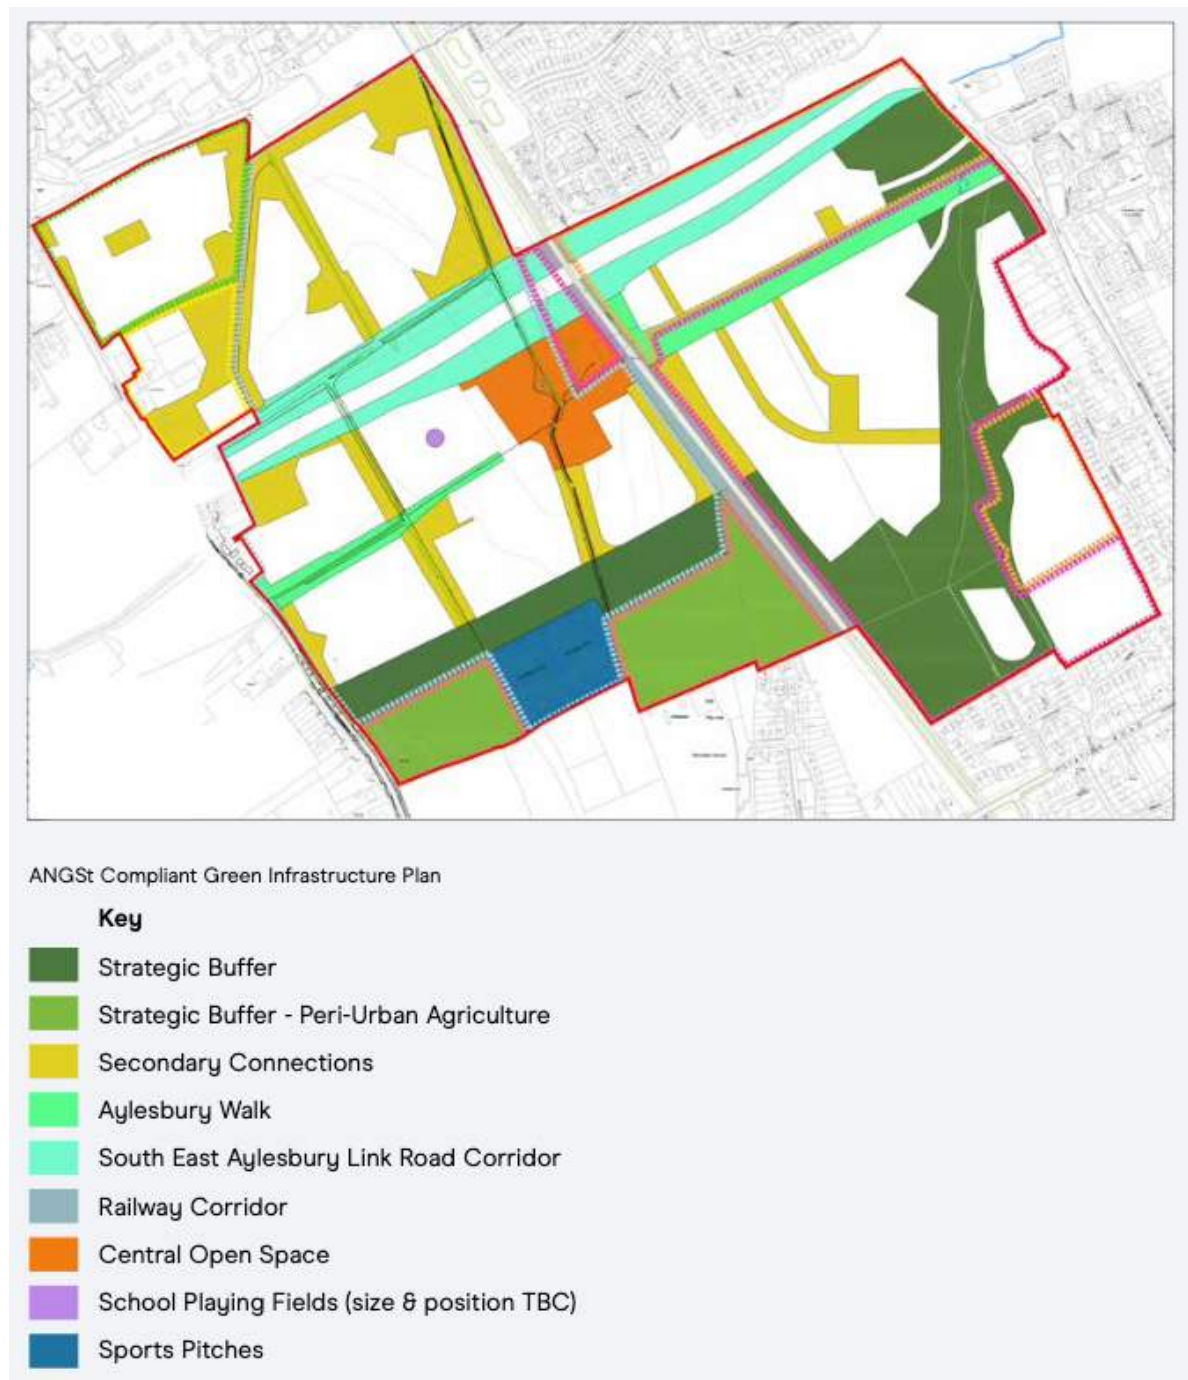 ANGSt Compliant Green Infrastructure Plan
Key
Strategic Buffer
Strategic Buffer - Peri-Urban Agriculture
Secondary Connections
Aylesbury Walk
South East Aylesbury Link Road Corridor
Railway Corridor
Central Open Space
School Playing Fields (size & position TBC)
Sports Pitches